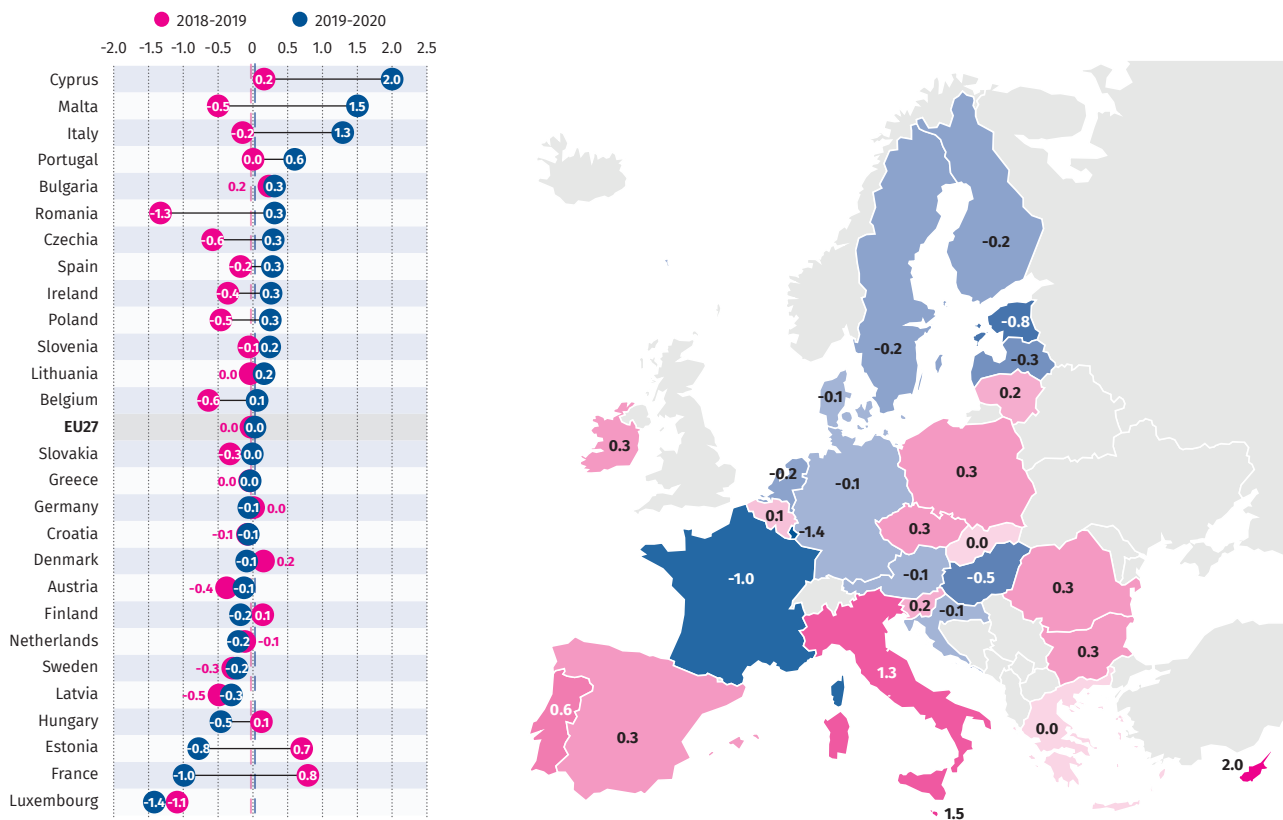 2018-2019 2019-2020
-2.0 -1.5 -1.0 -0.5 0 0.5 1.0 1.5 2.0 2.5
Cyprus 0.2 2.0
Malta -0.5 1.5
Italy -0.2 1.3
Portugal 0.0 0.6
Bulgaria 0.2 0.3
Romania -1.3 0.3
Czechia -0.6 0.3
Spain -0.2 0.3
Ireland -0.4 0.3
Poland -0.5 0.3
Slovenia -0.1 0.2
Lithuania 0.0 0.2
Belgium -0.6 0.1
EU27 0.0 0.0
Slovakia -0.3 0.0
Greece 0.0 0.0
Germany -0.1 0.0
Croatia -0.1 -0.1
Denmark -0.1 0.2
Austria -0.4 -0.1
Finland -0.2 0.1
Netherlands -0.2 -0.1
Sweden -0.3 -0.2
Latvia -0.5 -0.3
Hungary -0.5 0.1
Estonia -0.8 0.7
France -1.0 0.8
Luxembourg -1.4 -1.1
-0.2
-0.8
-0.2
-0.3
0.2
-0.1
0.3
0.3
-0.2
-0.1
0.1
-1.4
0.3
0.0
-1.0
-0.1
-0.5
0.3
0.2
-0.1
0.3
1.3
0.6
0.3
0.0
2.0
1.5